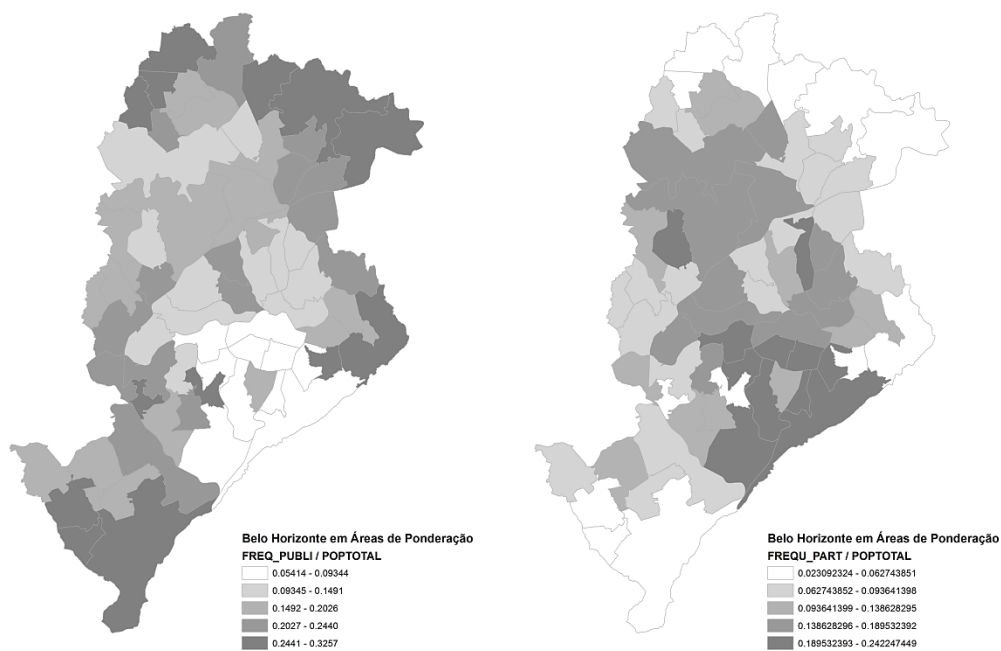 Belo Horizonte em Áreas de Ponderação
FREQ_PUBLI / POPTOTAL
0.05414 - 0.09344
0.09345 - 0.1491
0.1492 - 0.2026
0.2027 - 0.2440
0.2441 - 0.3257
Belo Horizonte em Áreas de Ponderação
FREQU_PART / POPTOTAL
0.023092324 - 0.062743851
0.062743852 - 0.093641398
0.093641399 - 0.138628295
0.138628296 - 0.189532392
0.189532393 - 0.242247449